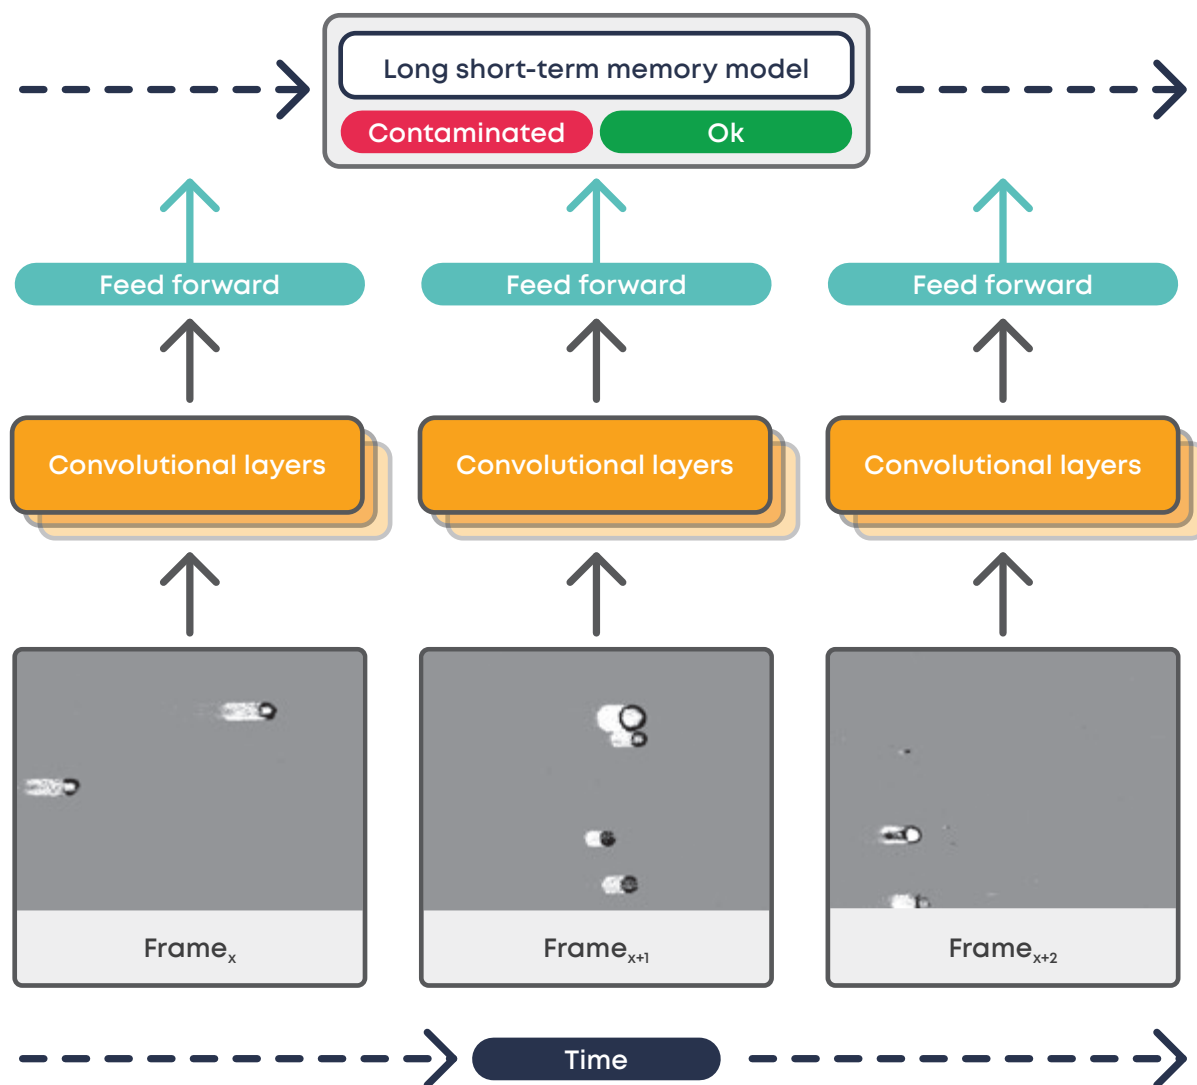 Long short-term memory model
Contaminated Ok
Feed forward Feed forward Feed forward
Convolutional layers Convolutional layers Convolutional layers
Frameₓ Frameₓ₊₁ Frameₓ₊₂
Time